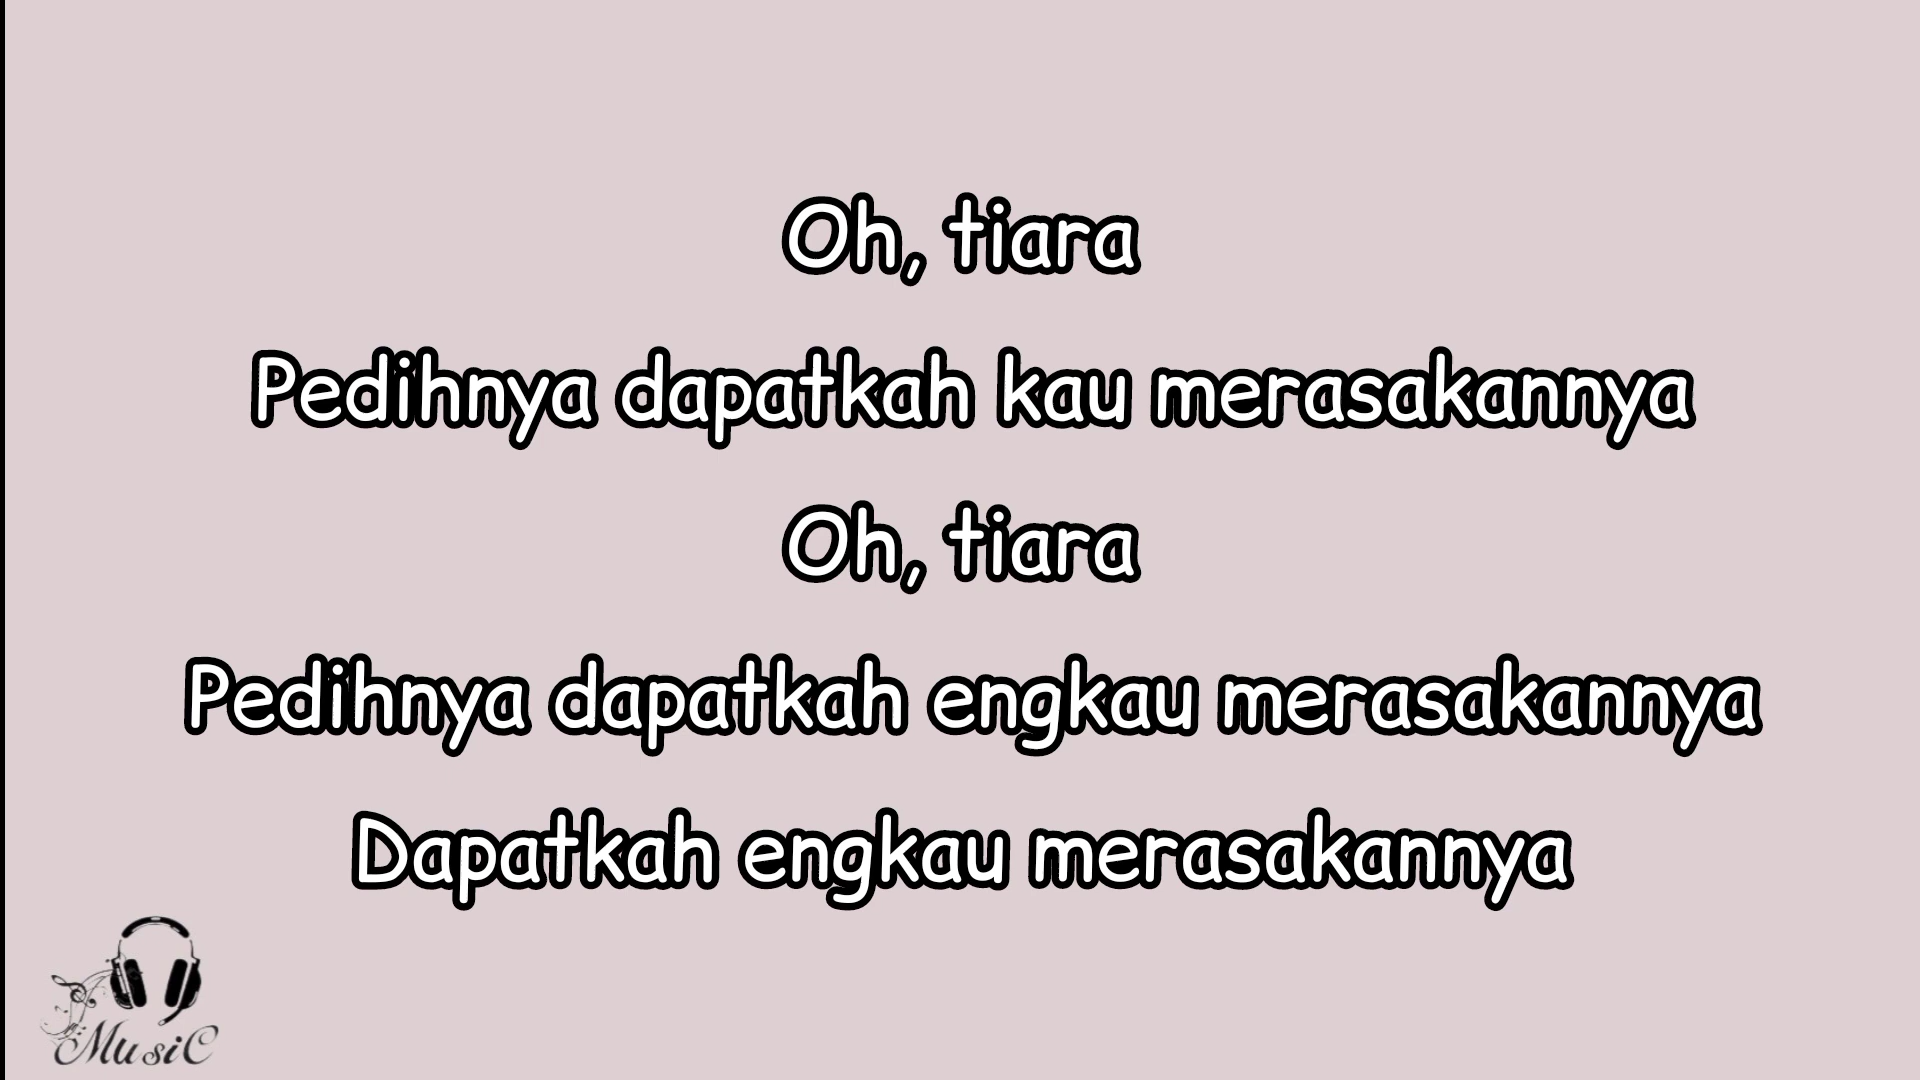 Oh, tiara
Pedihnya dapatkah kau merasakannya
Oh, tiara
Pedihnya dapatkah engkau merasakannya
Dapatkah engkau merasakannya
MusiC